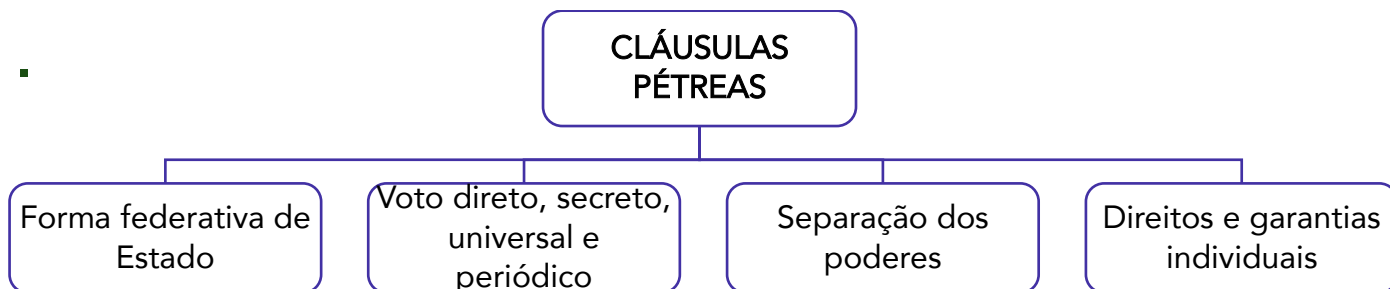 CLÁUSULAS
PÉTREAS
Forma federativa de
Estado
Voto direto, secreto,
universal e
periódico
Separação dos
poderes
Direitos e garantias
individuais